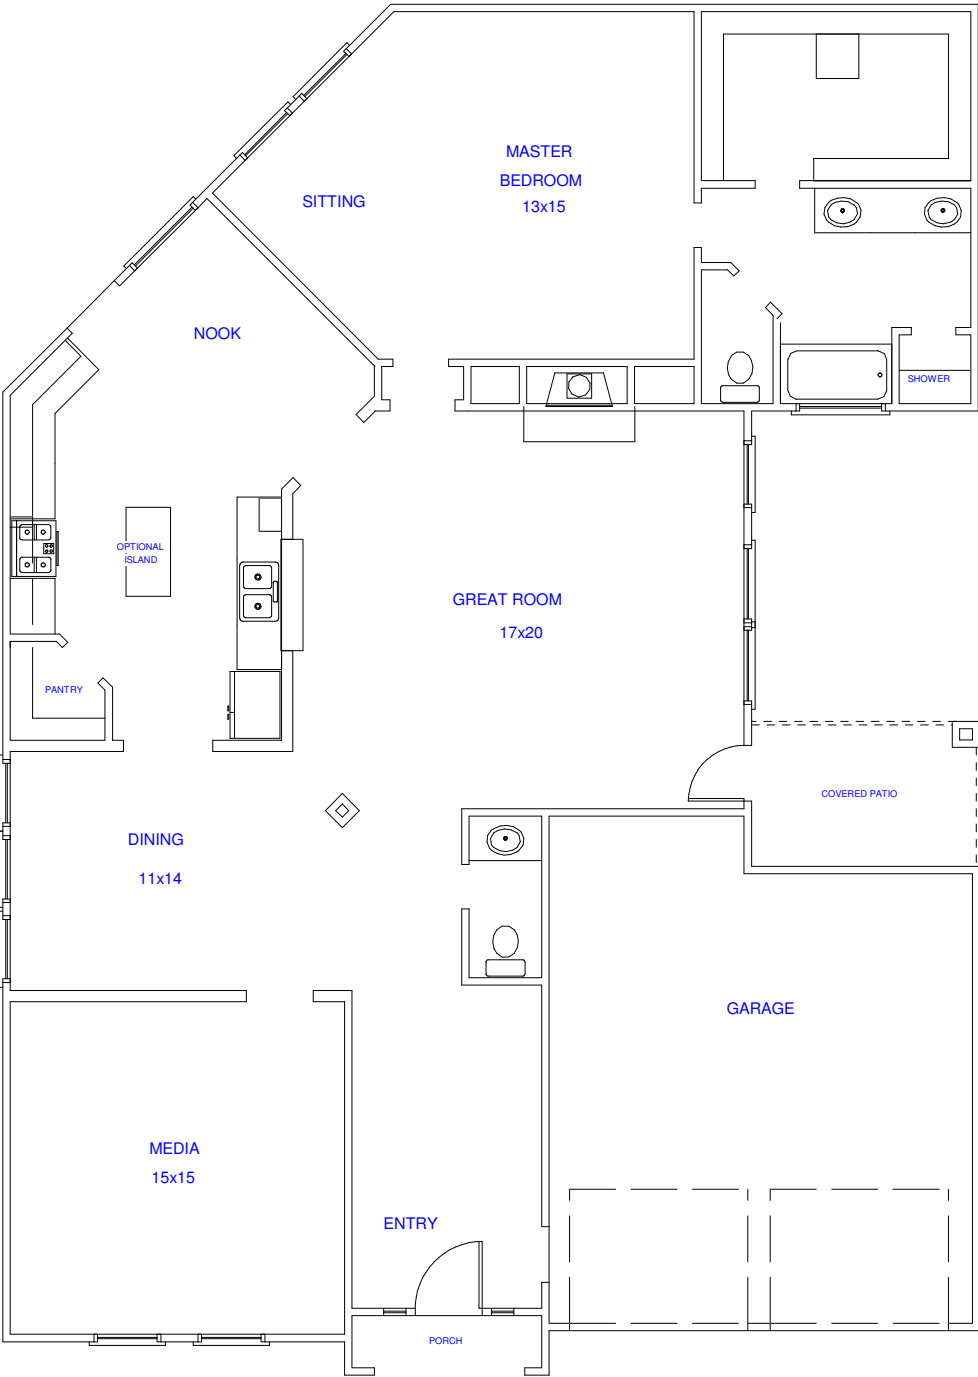 MASTER
BEDROOM
13x15
SITTING
NOOK
SHOWER
OPTIONAL
ISLAND
GREAT ROOM
17x20
PANTRY
COVERED PATIO
DINING
11x14
GARAGE
MEDIA
15x15
ENTRY
PORCH